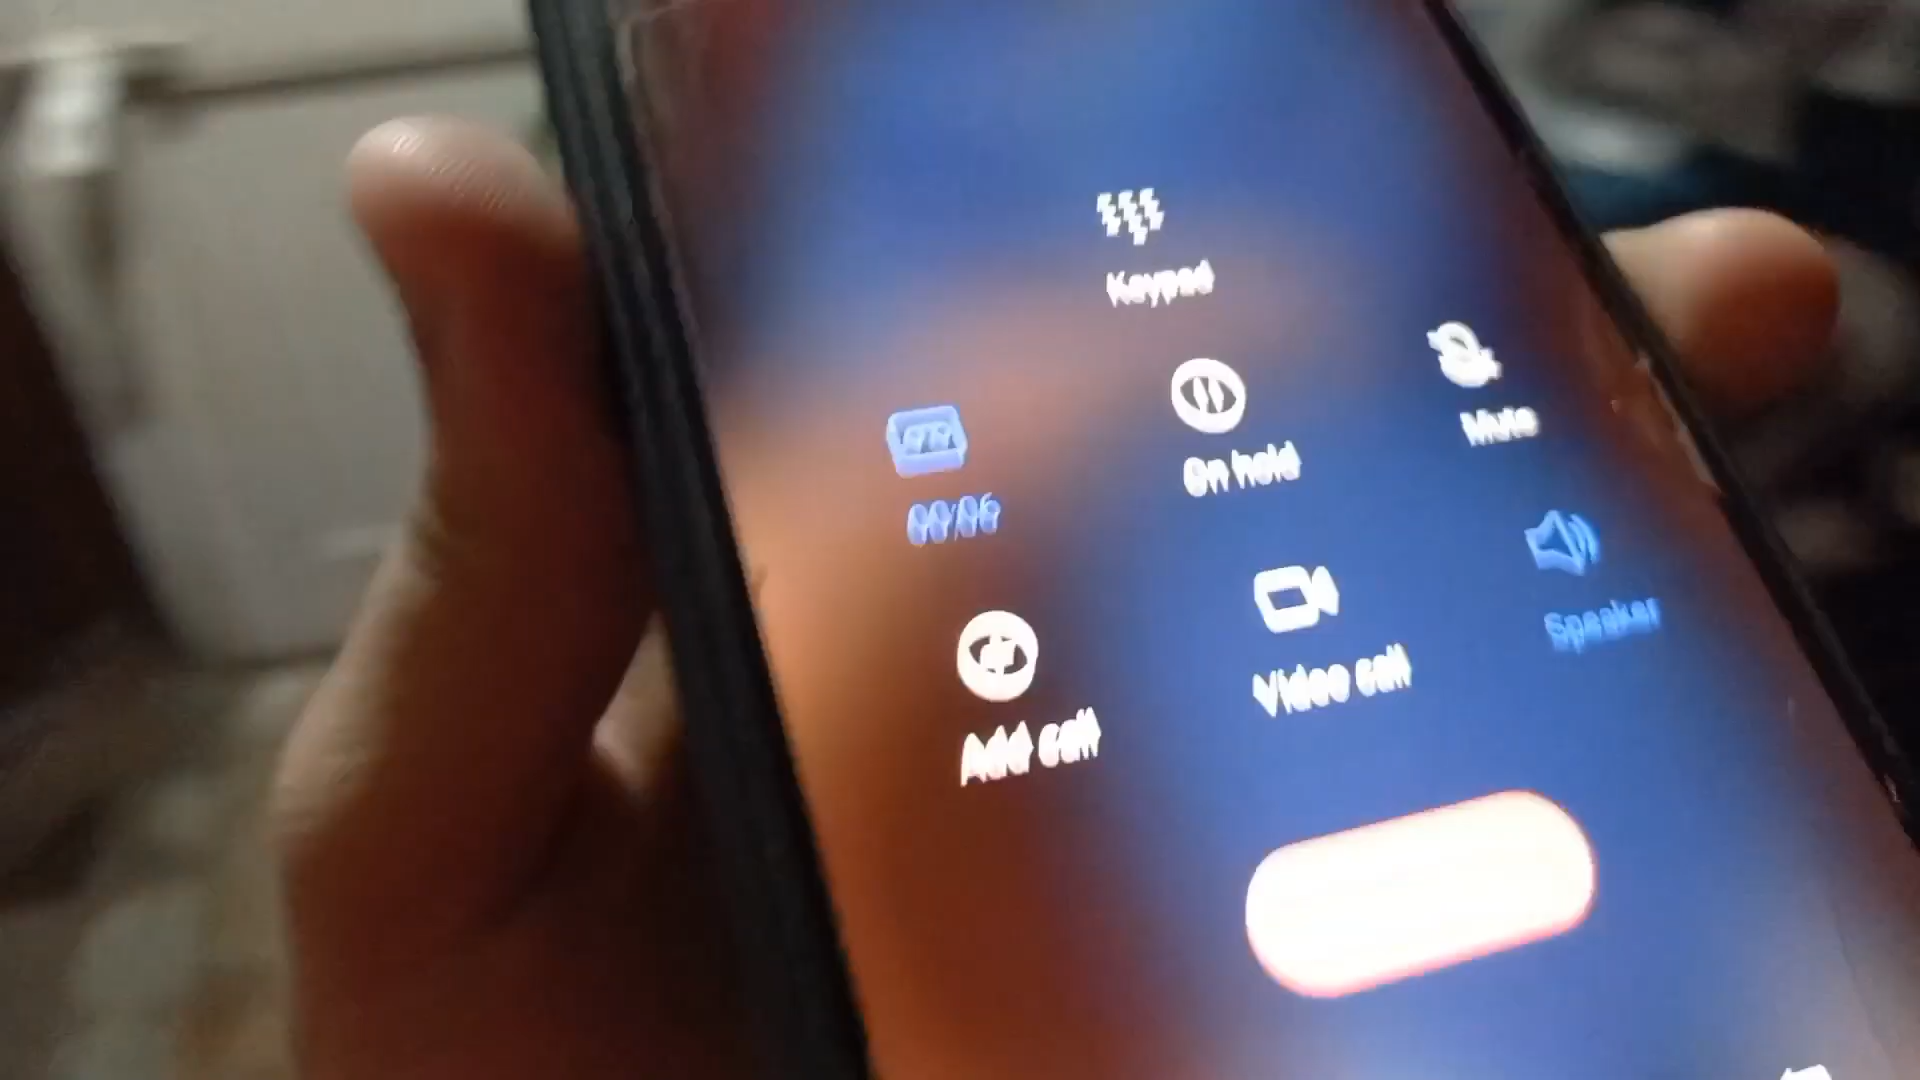 Keypad
00:06
On hold
Mute
Add call
Video call
Speaker